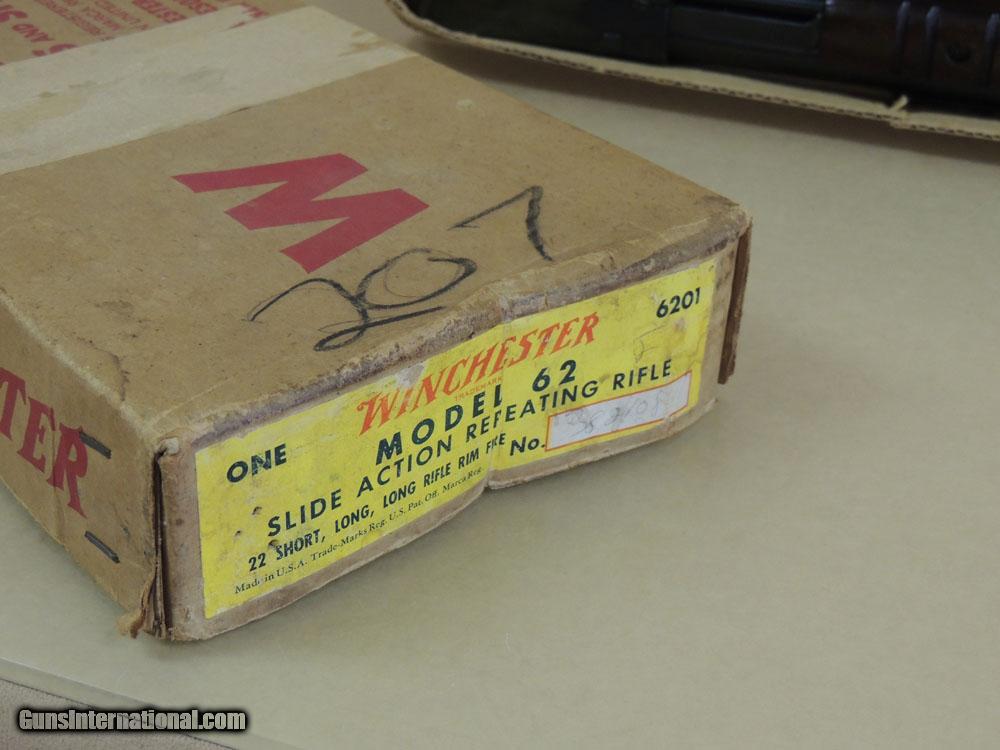 W
207
TER
ONE
WINCHESTER
6201
TRADEMARK
MODEL 62
SLIDE ACTION REPEATING RIFLE
22 SHORT, LONG, LONG RIFLE RIM FIRE
No.
Made in U.S.A. Trade-Marks Reg. U.S. Pat. Off. Marca Reg.
GunsInternational.com